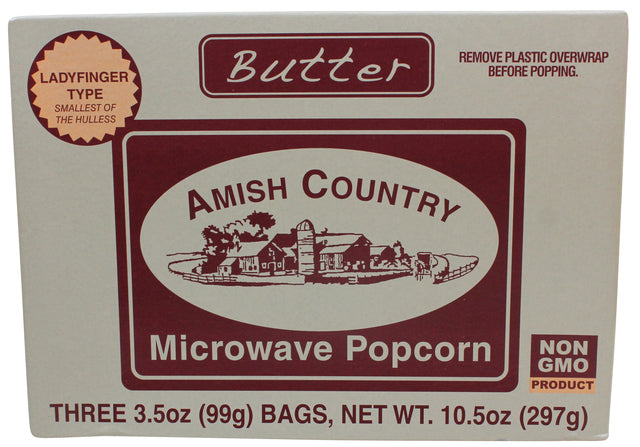 LADYFINGER
TYPE
SMALLEST OF
THE HULLESS
Butter
REMOVE PLASTIC OVERWRAP
BEFORE POPPING.
AMISH COUNTRY
Microwave Popcorn
NON
GMO
PRODUCT
THREE 3.5oz (99g) BAGS, NET WT. 10.5oz (297g)